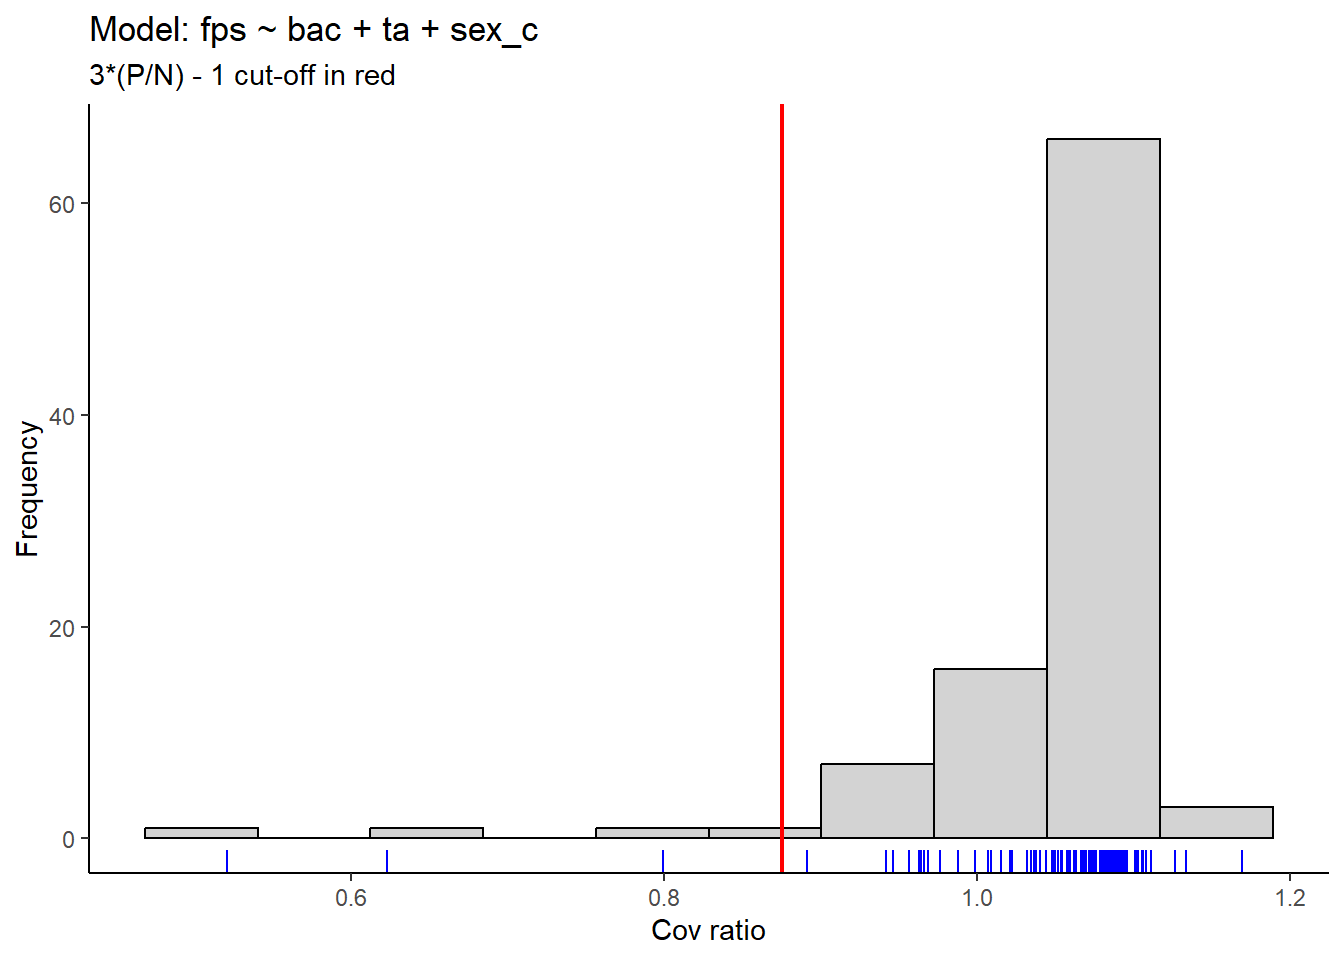 Model: fps ~ bac + ta + sex_c
3*(P/N) - 1 cut-off in red
Frequency
60
40
20
0
0.6
0.8
1.0
1.2
Cov ratio